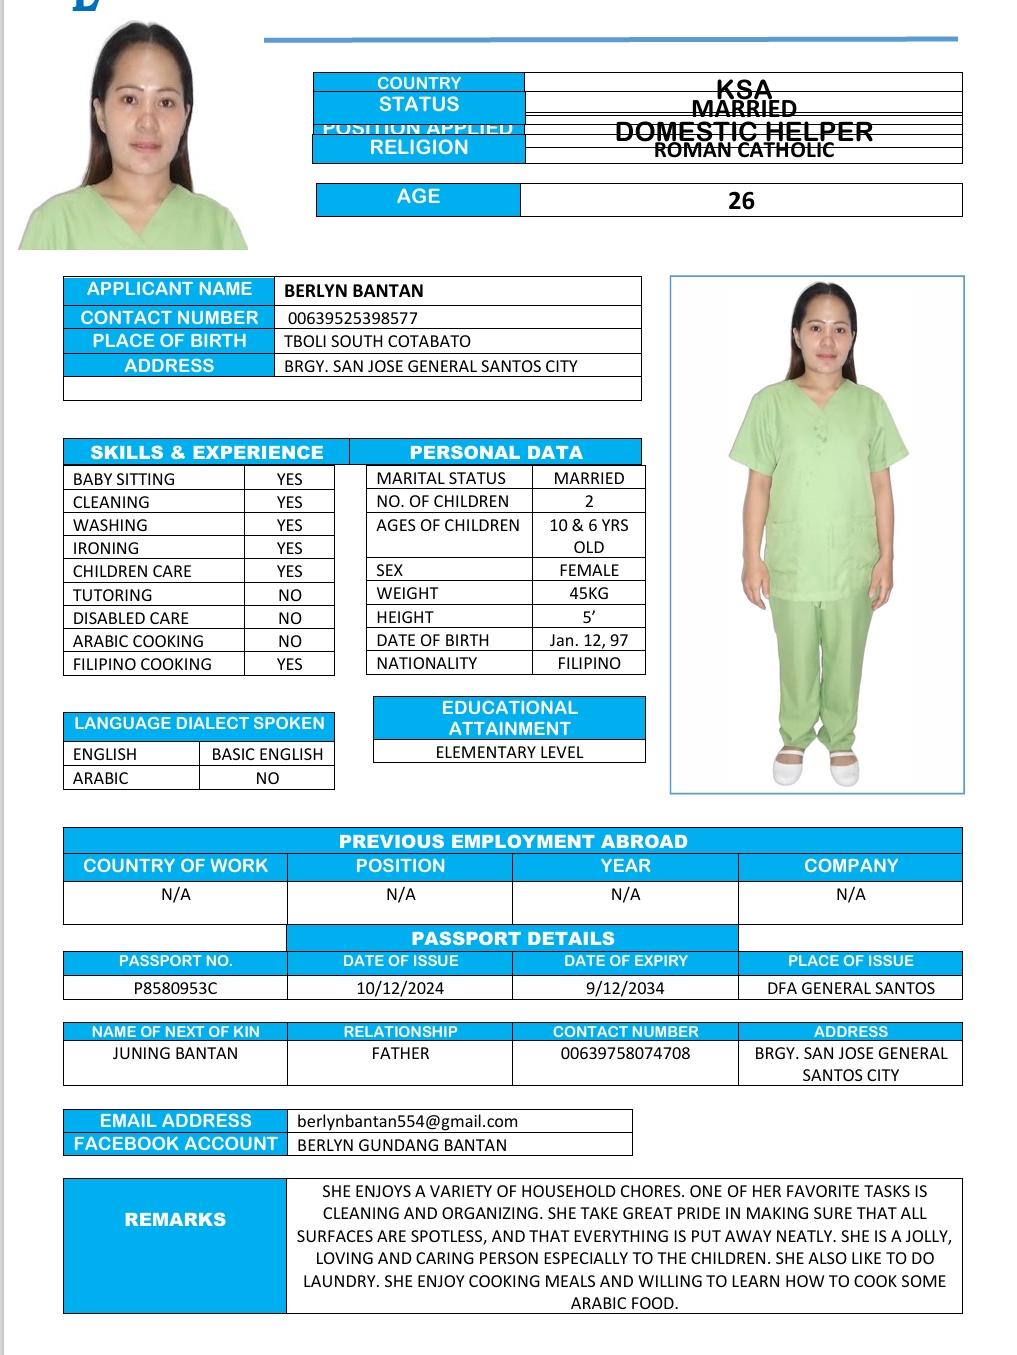 COUNTRY KSA
STATUS MARRIED
POSITION APPLIED DOMESTIC HELPER
RELIGION ROMAN CATHOLIC
AGE 26
APPLICANT NAME BERLYN BANTAN
CONTACT NUMBER 00639525398577
PLACE OF BIRTH TBOLI SOUTH COTABATO
ADDRESS BRGY. SAN JOSE GENERAL SANTOS CITY
SKILLS & EXPERIENCE PERSONAL DATA
BABY SITTING YES MARITAL STATUS MARRIED
CLEANING YES NO. OF CHILDREN 2
WASHING YES AGES OF CHILDREN 10 & 6 YRS
IRONING YES OLD
CHILDREN CARE YES SEX FEMALE
TUTORING NO WEIGHT 45KG
DISABLED CARE NO HEIGHT 5’
ARABIC COOKING NO DATE OF BIRTH Jan. 12, 97
FILIPINO COOKING YES NATIONALITY FILIPINO
LANGUAGE DIALECT SPOKEN
ENGLISH BASIC ENGLISH
ARABIC NO
EDUCATIONAL
ATTAINMENT
ELEMENTARY LEVEL
PREVIOUS EMPLOYMENT ABROAD
COUNTRY OF WORK POSITION YEAR COMPANY
N/A N/A N/A N/A
PASSPORT DETAILS
PASSPORT NO. DATE OF ISSUE DATE OF EXPIRY PLACE OF ISSUE
P8580953C 10/12/2024 9/12/2034 DFA GENERAL SANTOS
NAME OF NEXT OF KIN RELATIONSHIP CONTACT NUMBER ADDRESS
JUNING BANTAN FATHER 00639758074708 BRGY. SAN JOSE GENERAL
SANTOS CITY
EMAIL ADDRESS berlynbantan554@gmail.com
FACEBOOK ACCOUNT BERLYN GUNDANG BANTAN
REMARKS
SHE ENJOYS A VARIETY OF HOUSEHOLD CHORES. ONE OF HER FAVORITE TASKS IS
CLEANING AND ORGANIZING. SHE TAKE GREAT PRIDE IN MAKING SURE THAT ALL
SURFACES ARE SPOTLESS, AND THAT EVERYTHING IS PUT AWAY NEATLY. SHE IS A JOLLY,
LOVING AND CARING PERSON ESPECIALLY TO THE CHILDREN. SHE ALSO LIKE TO DO
LAUNDRY. SHE ENJOY COOKING MEALS AND WILLING TO LEARN HOW TO COOK SOME
ARABIC FOOD.